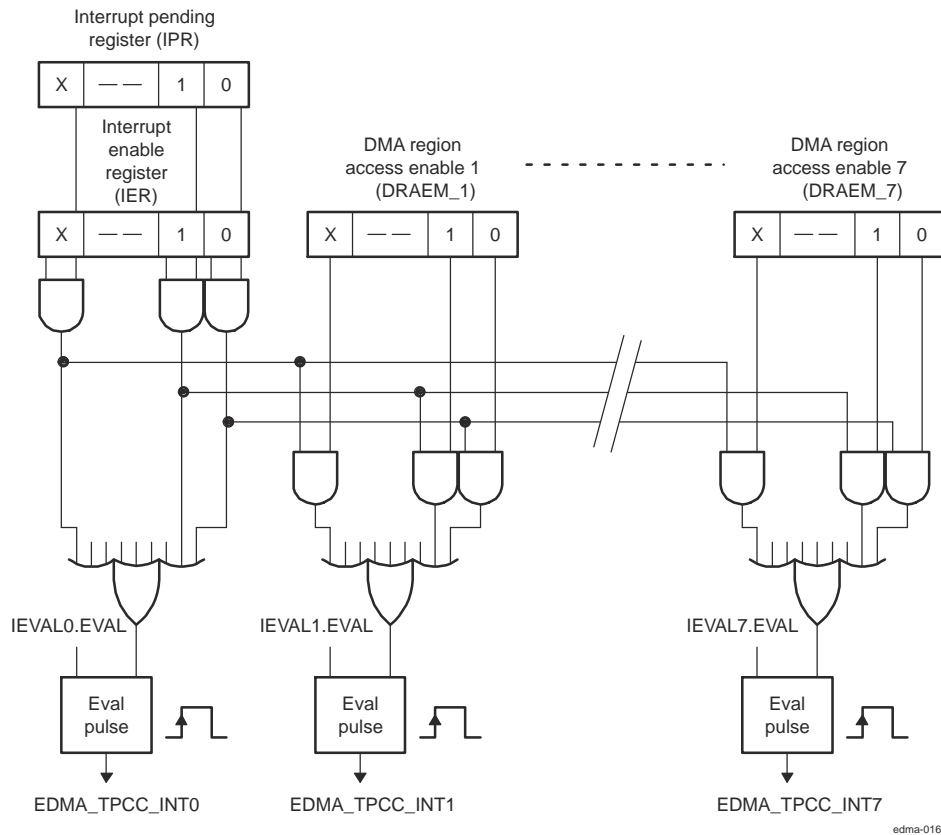 Interrupt pending
register (IPR)
X — — 1 0
Interrupt
enable
register
(IER)
X — — 1 0
DMA region
access enable 1
(DRAEM_1)
X — — 1 0
DMA region
access enable 7
(DRAEM_7)
X — — 1 0
IEVAL0.EVAL
IEVAL1.EVAL
IEVAL7.EVAL
Eval
pulse
Eval
pulse
Eval
pulse
EDMA_TPCC_INT0
EDMA_TPCC_INT1
EDMA_TPCC_INT7
edma-016